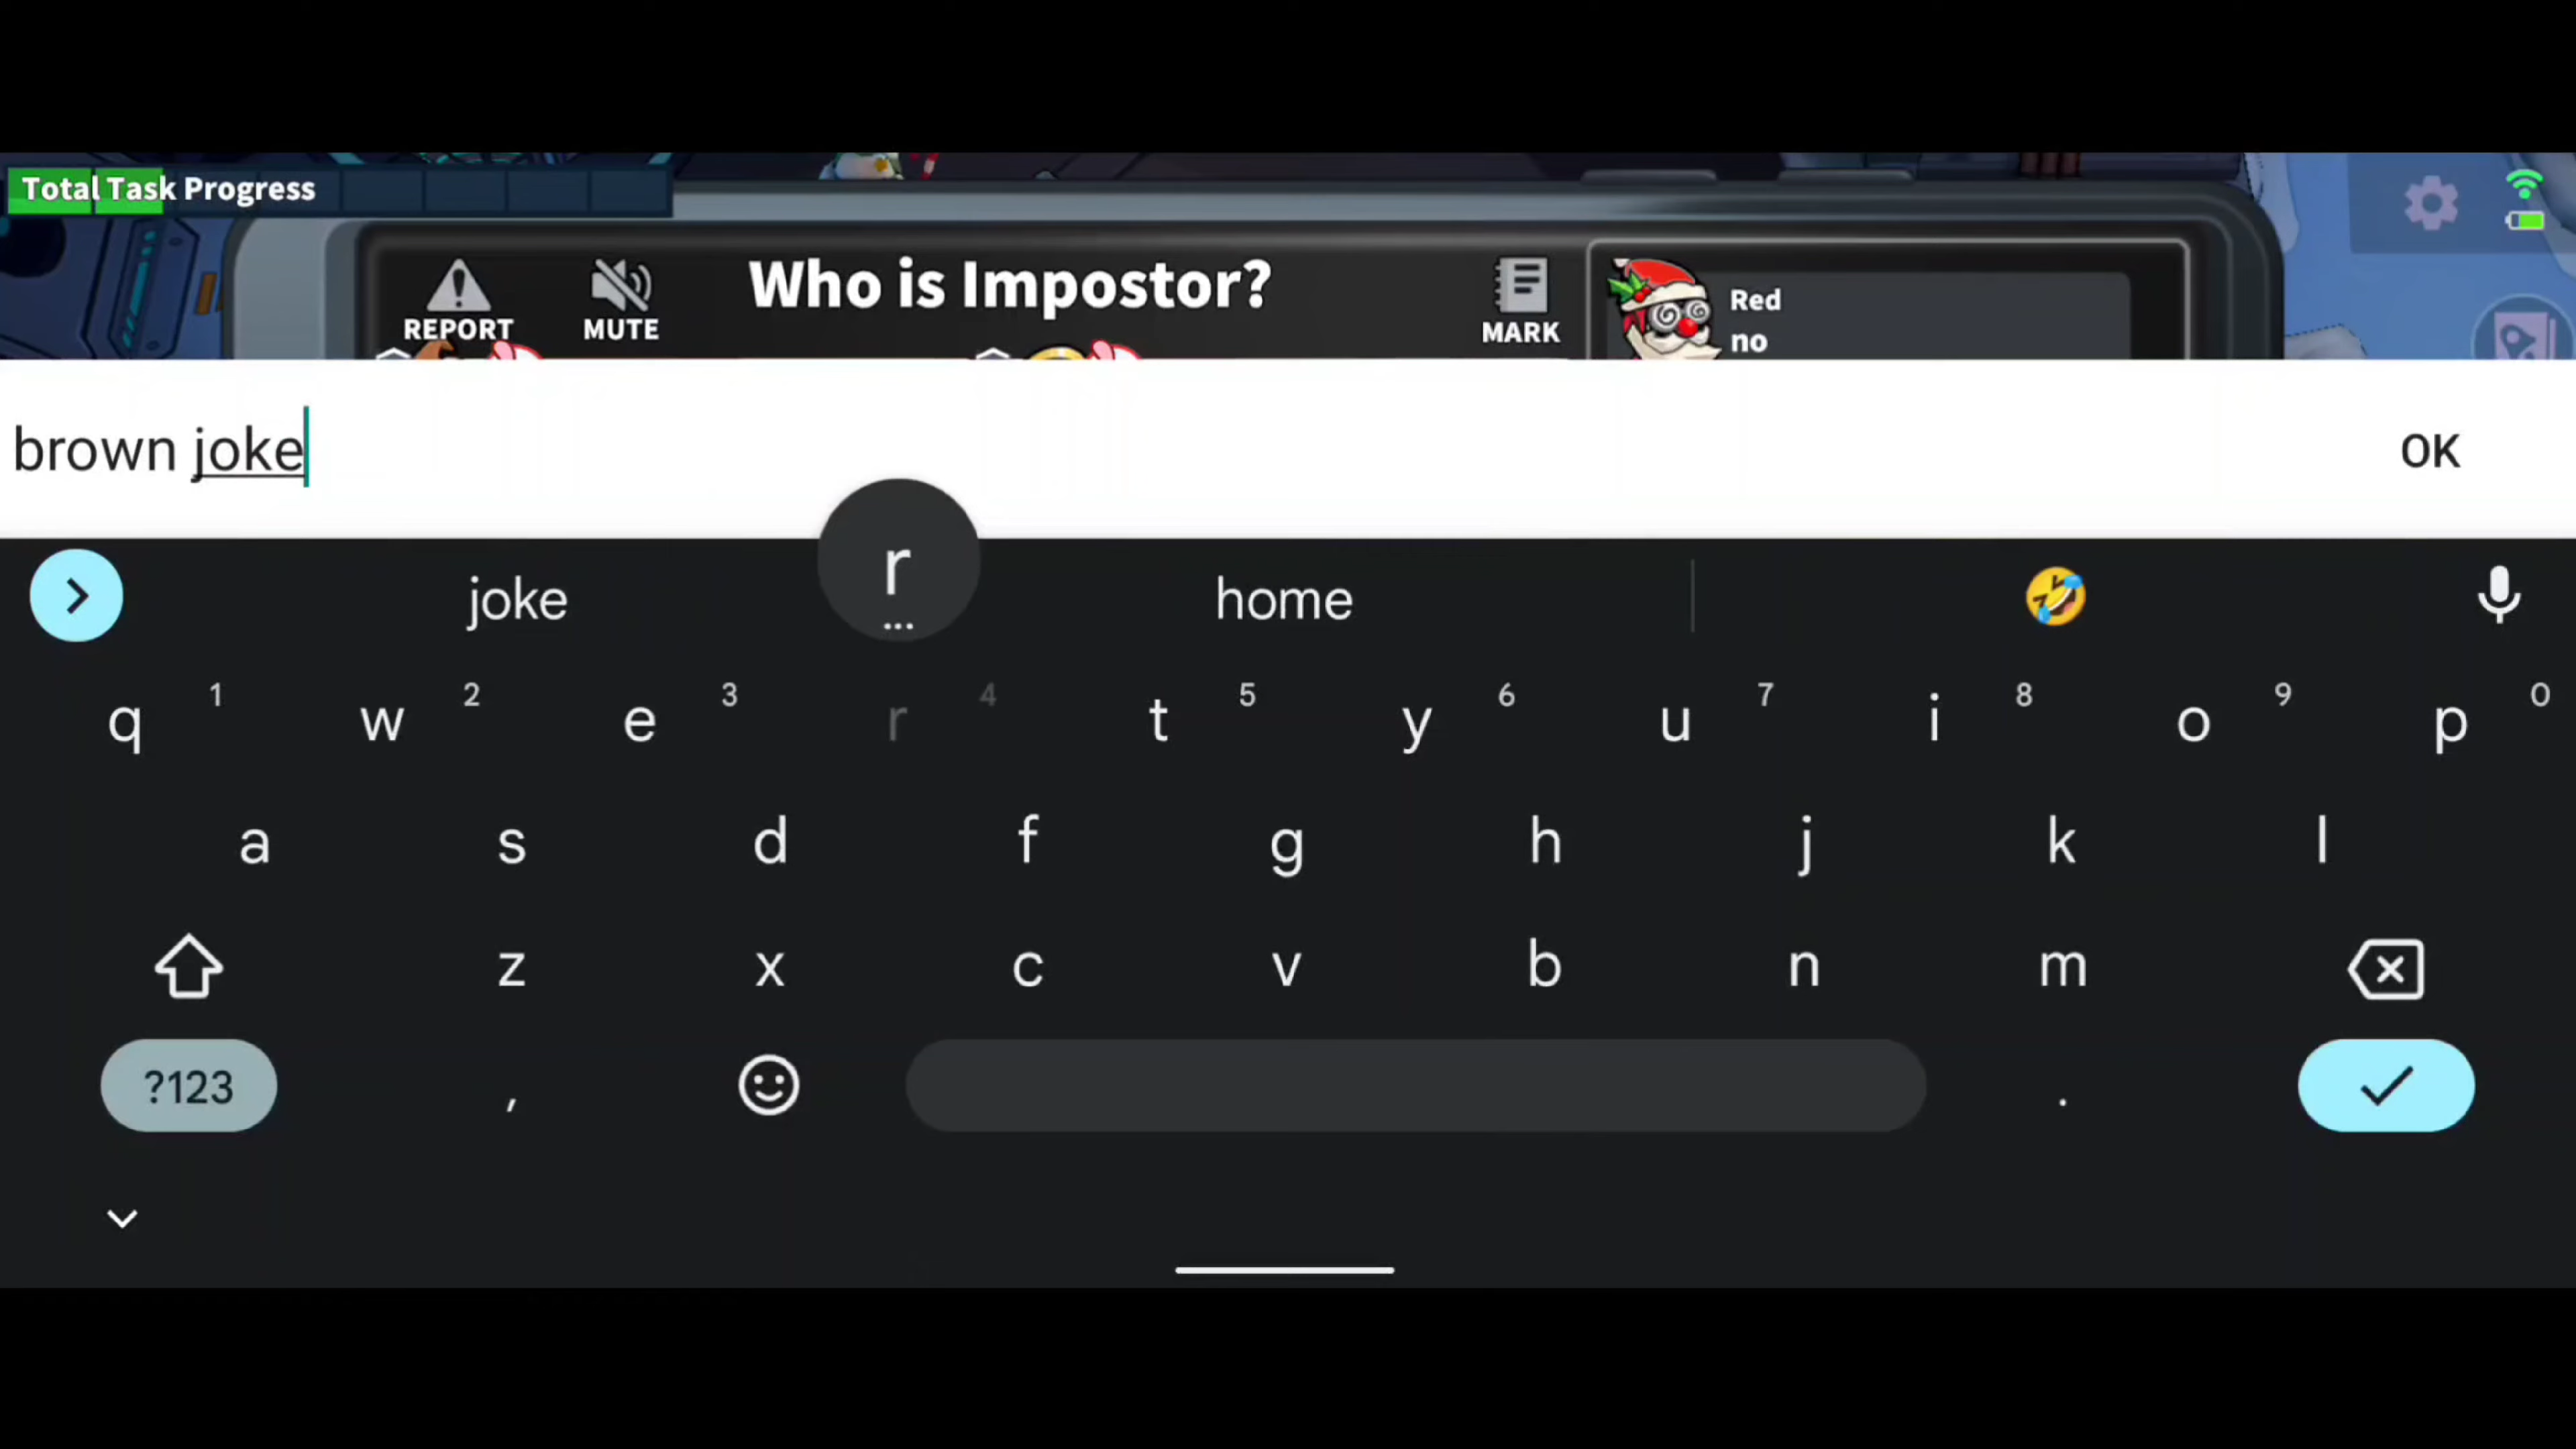 Total Task Progress
REPORT
MUTE
Who is Impostor?
MARK
Red
no
brown joke
OK
joke
r
...
home
q 1 w 2 e 3 r 4 t 5 y 6 u 7 i 8 o 9 p 0
a s d f g h j k l
z x c v b n m
?123 , .